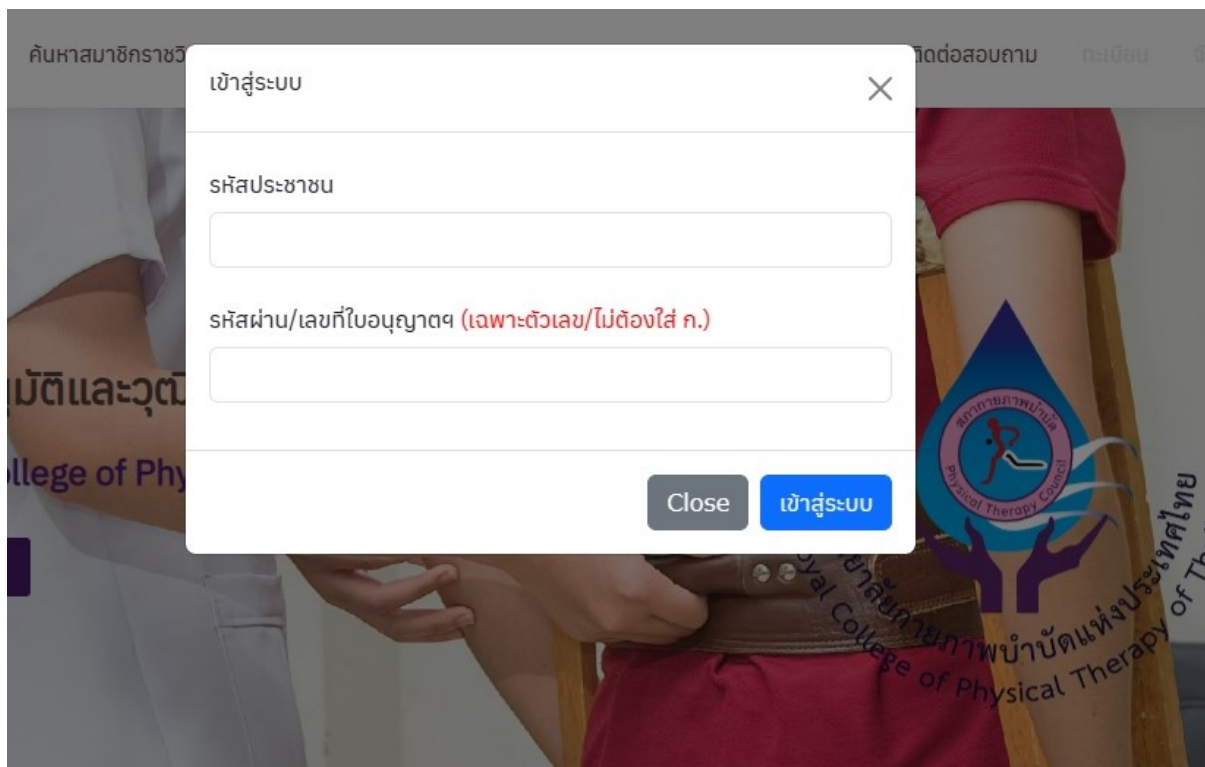 ค้นหาสมาชิกราชวิ
ติดต่อสอบถาม
ทะเบียน
เข้าสู่ระบบ
รหัสประชาชน
รหัสผ่าน/เลขที่ใบอนุญาตฯ (เฉพาะตัวเลข/ไม่ต้องใส่ ก.)
Close
เข้าสู่ระบบ
ุมัติและวุฒิ
llege of Phy
สภากายภาพบำบัด
Physical Therapy Council
ยาลัยกายภาพบำบัดแห่งประเทศไทย
oyal College of Physical Therapy of Th